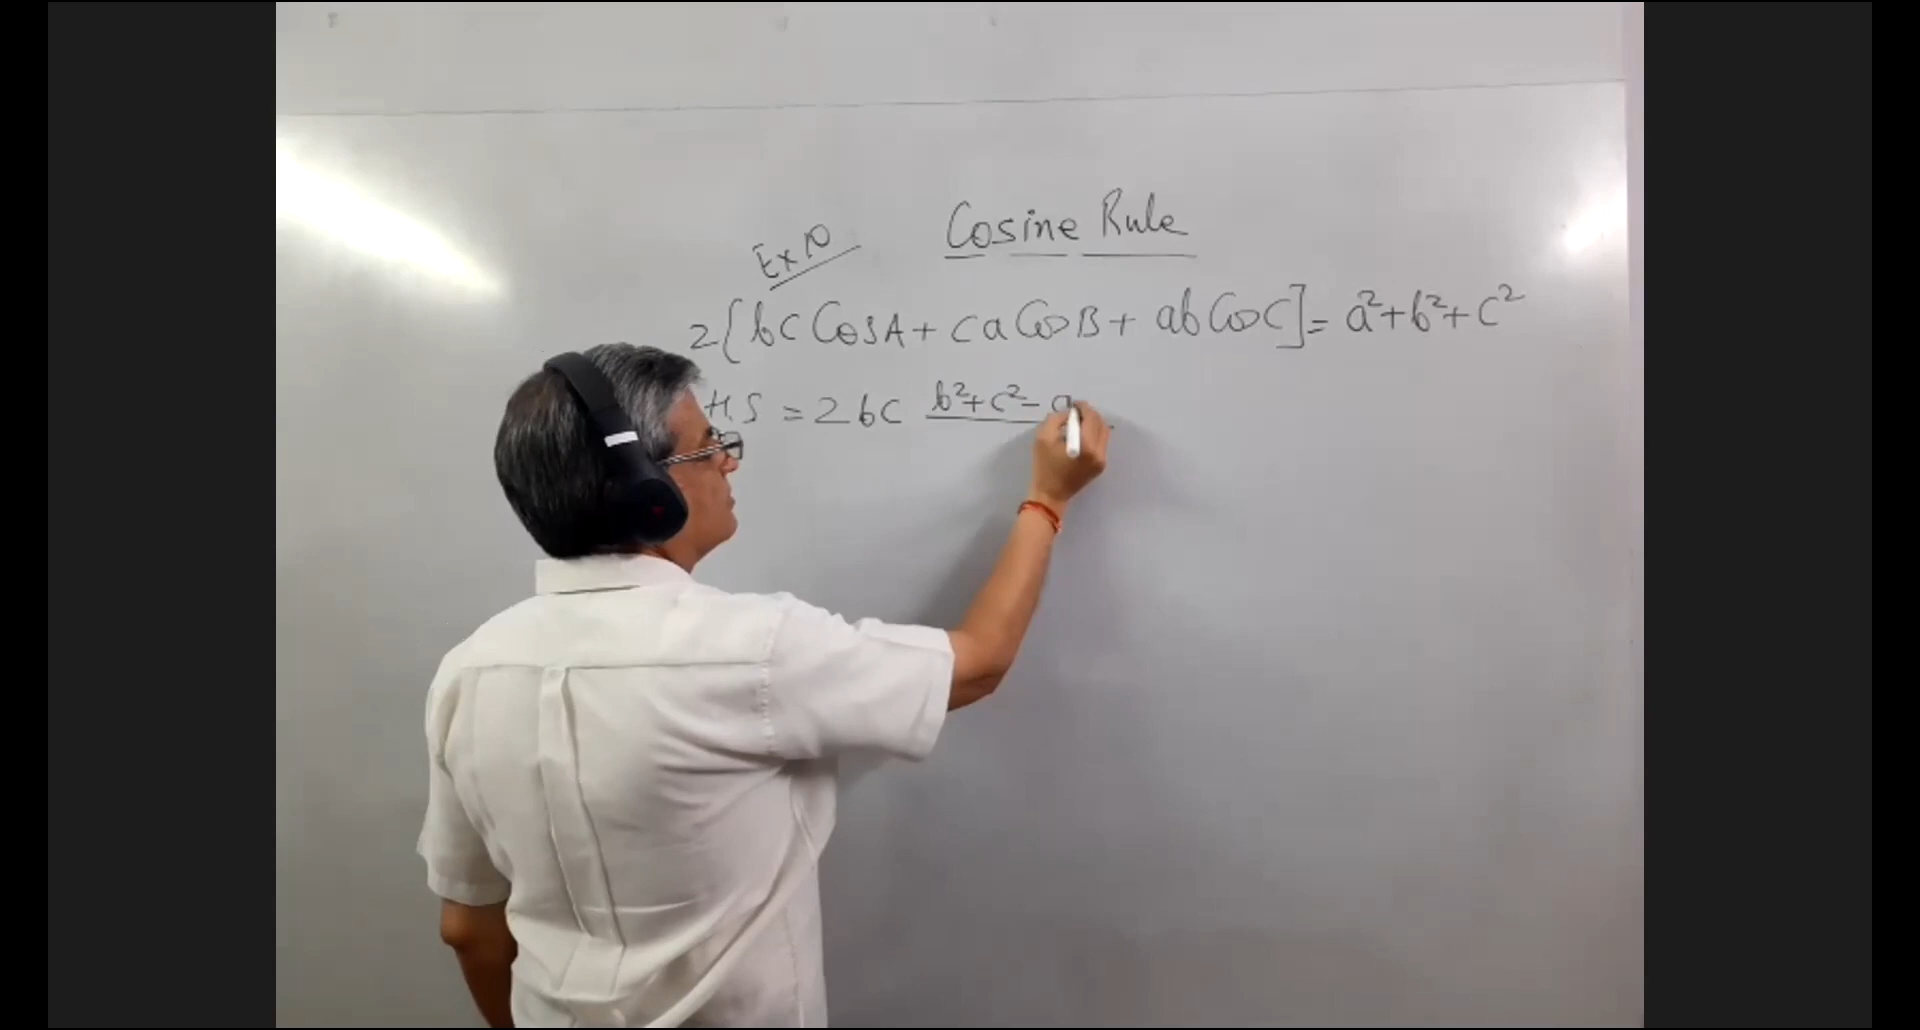 Cosine Rule
Ex 10
2{bc CosA + ca CosB + ab CosC] = a²+b²+c²
H.S = 2bc b²+c²-a